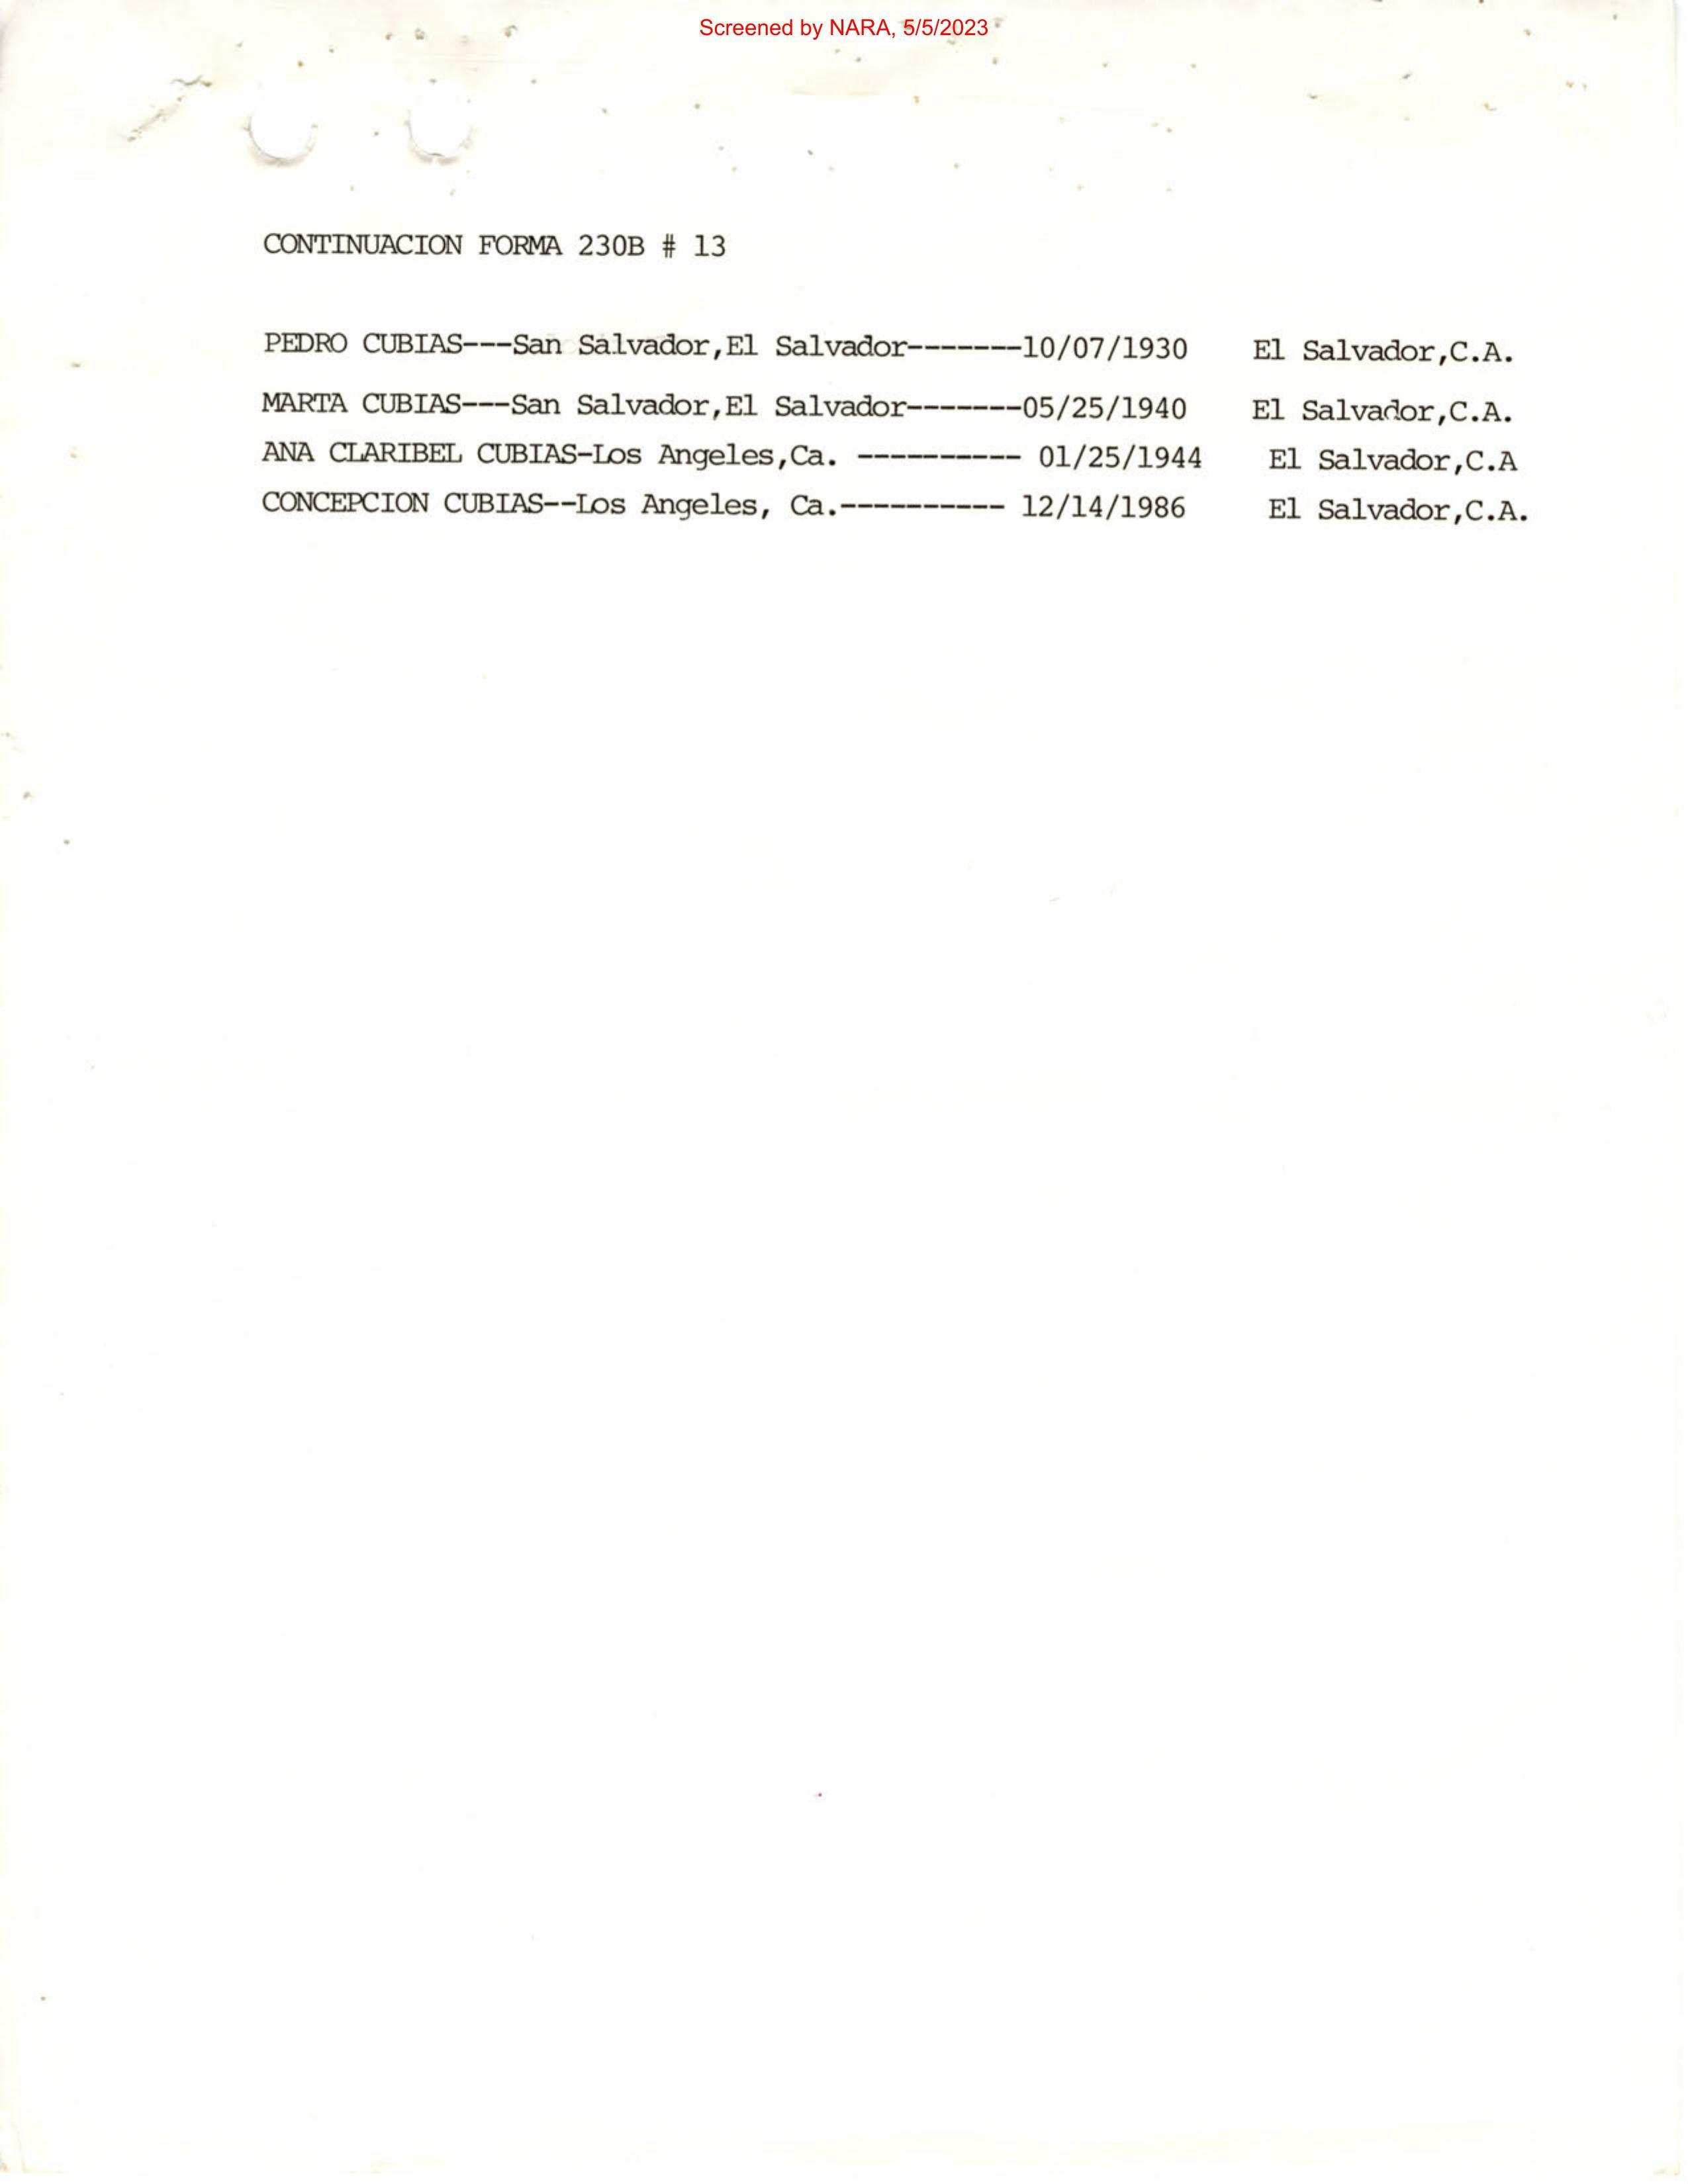 Screened by NARA, 5/5/2023
CONTINUACION FORMA 230B # 13
PEDRO CUBIAS---San Salvador,El Salvador-------10/07/1930 El Salvador,C.A.
MARTA CUBIAS---San Salvador,El Salvador-------05/25/1940 El Salvador,C.A.
ANA CLARIBEL CUBIAS-Los Angeles,Ca. ---------- 01/25/1944 El Salvador,C.A
CONCEPCION CUBIAS--Los Angeles, Ca.---------- 12/14/1986 El Salvador,C.A.